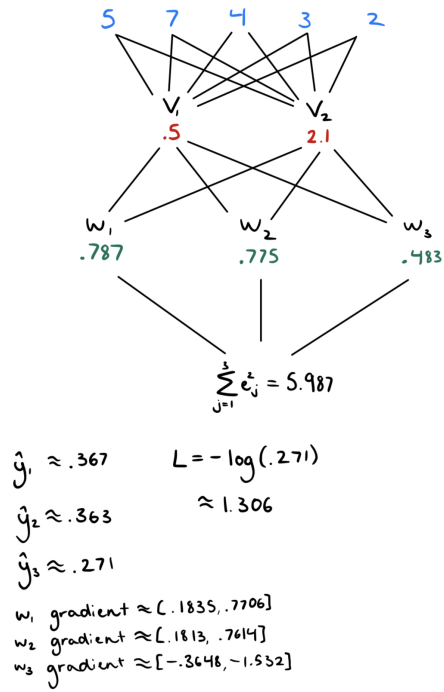 5 7 4 3 2
V₁ V₂
.5 2.1
W₁ W₂ W₃
.787 .775 .483
3
∑ e²ⱼ = 5.987
j=1
ŷ₁ ≈ .367 L = - log(.271)
≈ 1.306
ŷ₂ ≈ .363
ŷ₃ ≈ .271
w₁ gradient ≈ [.1835, .7706]
w₂ gradient ≈ [.1813, .7614]
w₃ gradient ≈ [-.3648, -1.532]